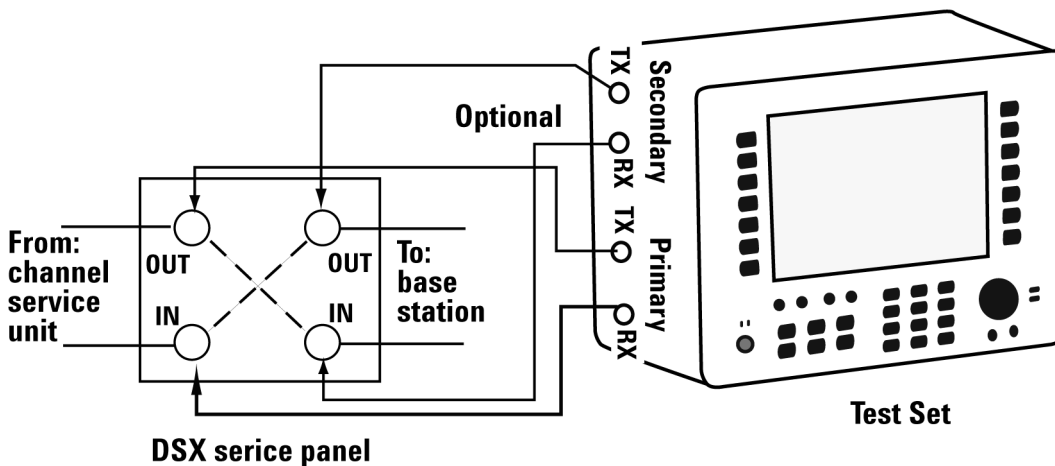 TX
Secondary
Optional
RX
TX
Primary
RX
From:
channel
service
unit
OUT
OUT
IN
IN
To:
base
station
DSX serice panel
Test Set